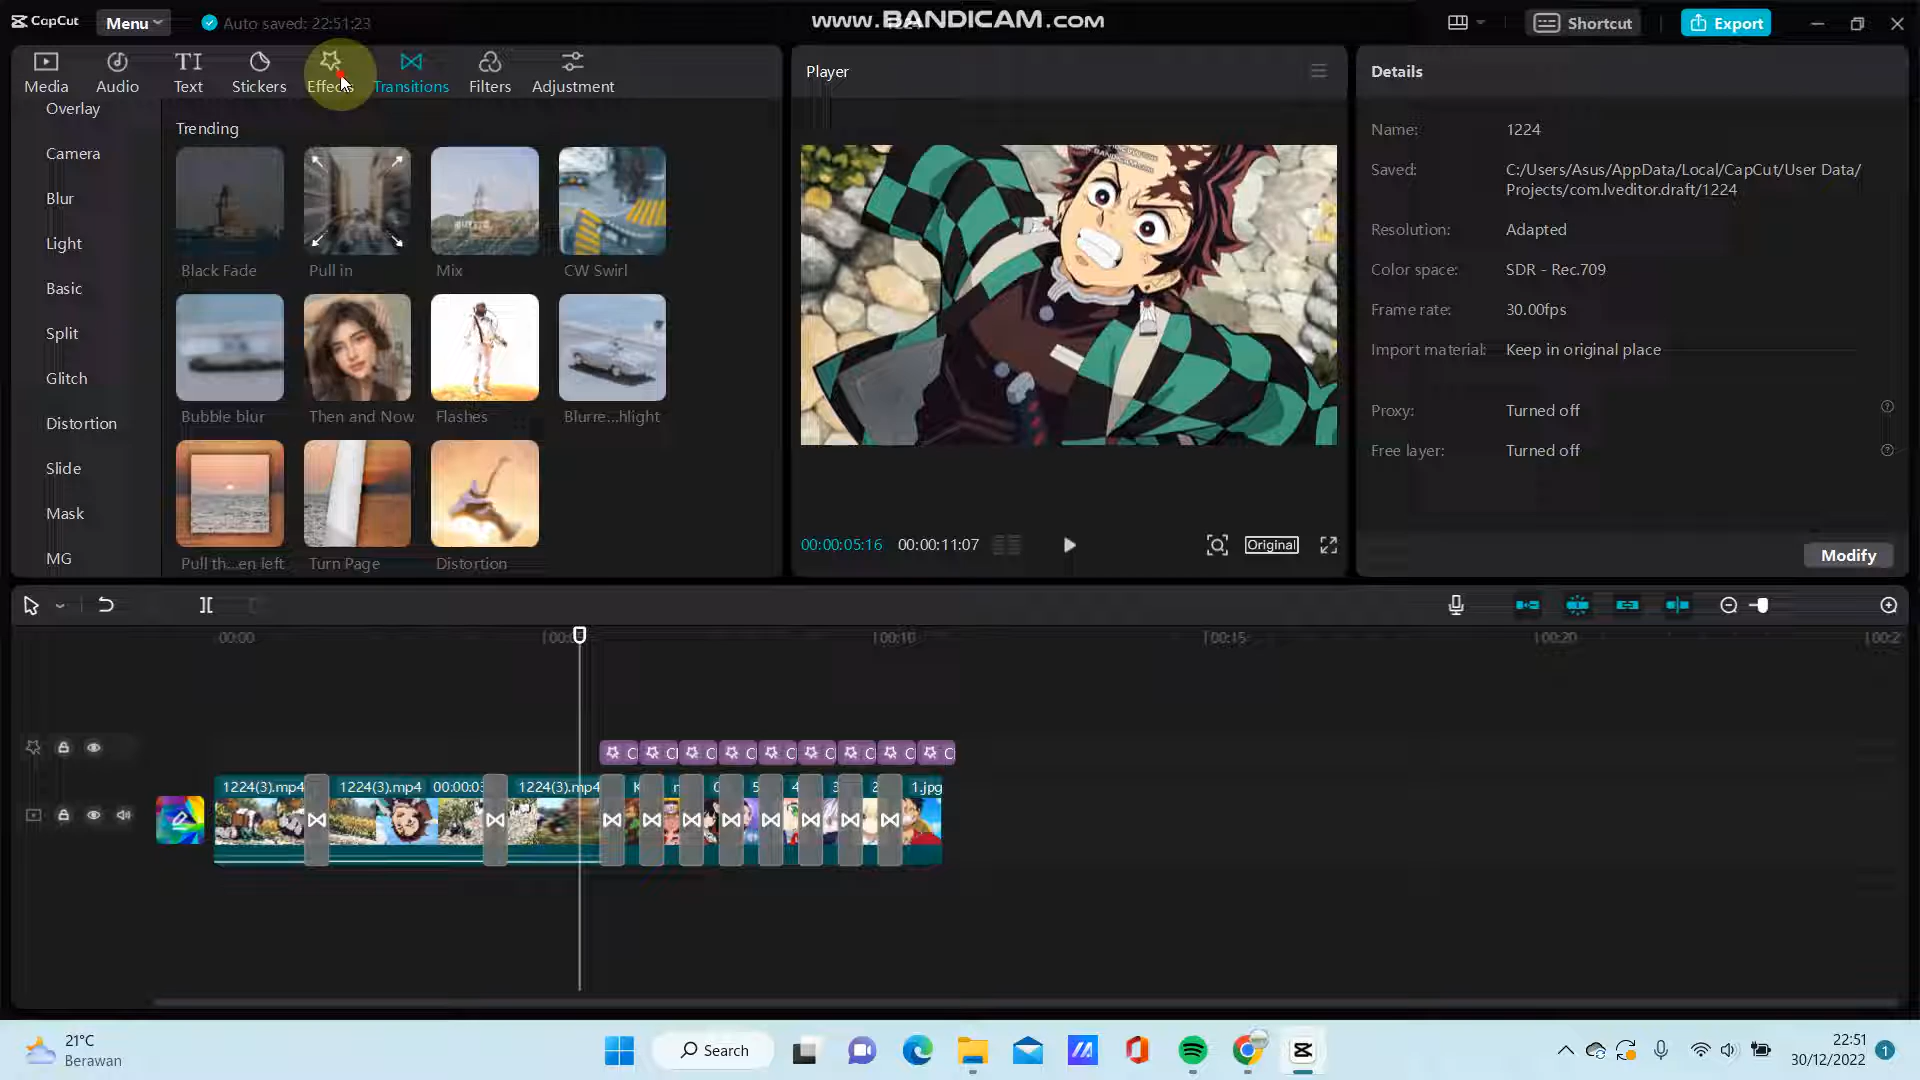 CapCut
Menu
Auto saved: 22:51:23
www.BANDICAM.com
Shortcut
Export
Media
Audio
Text
Stickers
Effects
Transitions
Filters
Adjustment
Player
Details
Overlay
Camera
Blur
Light
Basic
Split
Glitch
Distortion
Slide
Mask
MG
Trending
Black Fade
Pull in
Mix
CW Swirl
Bubble blur
Then and Now
Flashes
Blurre...hlight
Pull th...en left
Turn Page
Distortion
00:00:05:16
00:00:11:07
Original
Name:
1224
Saved:
C:/Users/Asus/AppData/Local/CapCut/User Data/
Projects/com.lveditor.draft/1224
Resolution:
Adapted
Color space:
SDR - Rec.709
Frame rate:
30.00fps
Import material:
Keep in original place
Proxy:
Turned off
Free layer:
Turned off
Modify
00:00
00:10
00:15
00:20
1224(3).mp4
1224(3).mp4
1224(3).mp4
1.jpg
21°C
Berawan
Search
22:51
30/12/2022
1